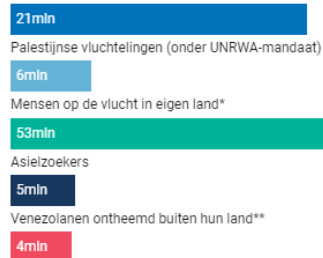 21mln
Palestijnse vluchtelingen (onder UNRWA-mandaat)
6mln
Mensen op de vlucht in eigen land*
53mln
Asielzoekers
5mln
Venezolanen ontheemd buiten hun land**
4mln